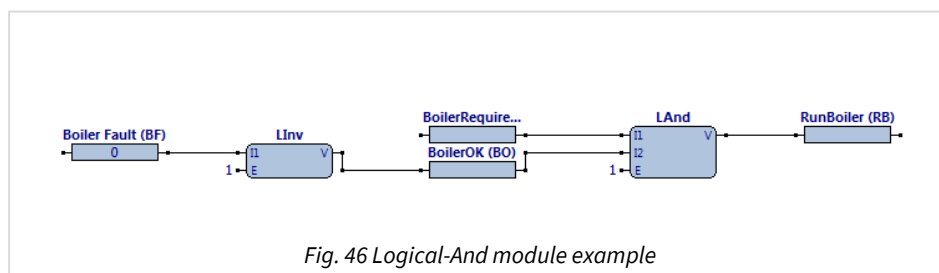 Boiler Fault (BF)
0
LInv
I1 V
1 E
BoilerRequire...
BoilerOK (BO)
LAnd
I1 V
I2
1 E
RunBoiler (RB)
Fig. 46 Logical-And module example